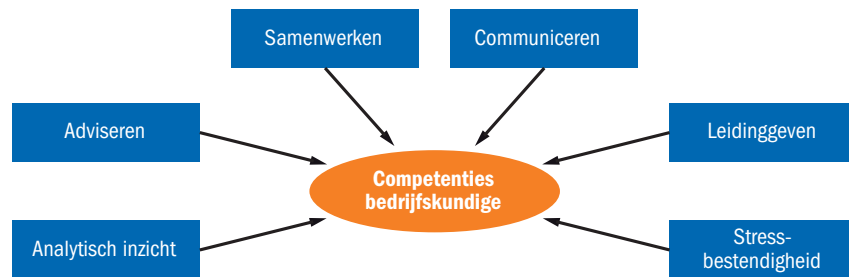 Samenwerken
Communiceren
Adviseren
Leidinggeven
Competenties
bedrijfskundige
Analytisch inzicht
Stress-
bestendigheid